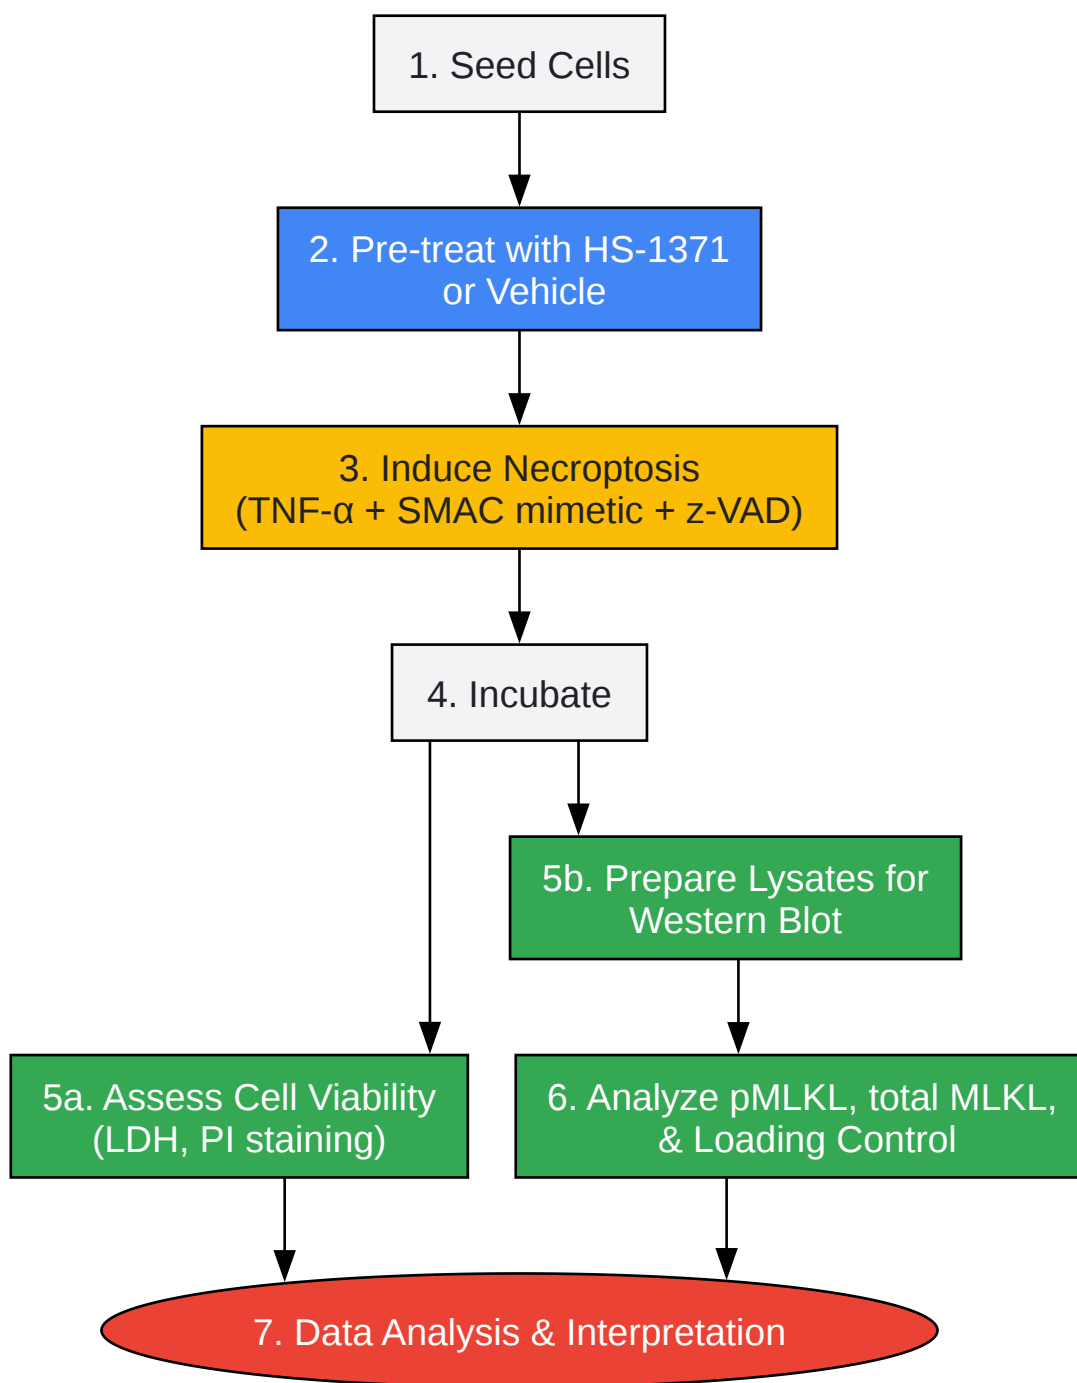 1. Seed Cells
2. Pre-treat with HS-1371
or Vehicle
3. Induce Necroptosis
(TNF-α + SMAC mimetic + z-VAD)
4. Incubate
5b. Prepare Lysates for
Western Blot
5a. Assess Cell Viability
(LDH, PI staining)
6. Analyze pMLKL, total MLKL,
& Loading Control
7. Data Analysis & Interpretation